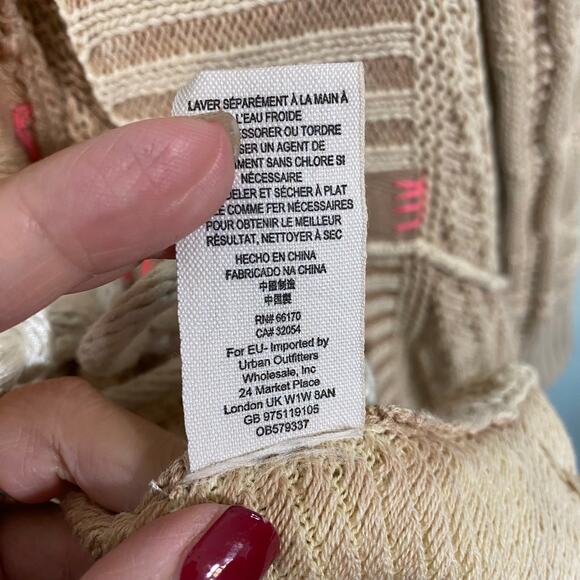 LAVER SÉPARÉMENT À LA MAIN À
L'EAU FROIDE
ESSORER OU TORDRE
SER UN AGENT DE
MENT SANS CHLORE SI
NÉCESSAIRE
DELER ET SÉCHER À PLAT
LE COMME FER NÉCESSAIRES
POUR OBTENIR LE MEILLEUR
RÉSULTAT, NETTOYER À SEC
HECHO EN CHINA
FABRICADO NA CHINA
中國制造
中国製
RN# 66170
CA# 32054
For EU- Imported by
Urban Outfitters
Wholesale, Inc
24 Market Place
London UK W1W 8AN
GB 975119105
OB579337